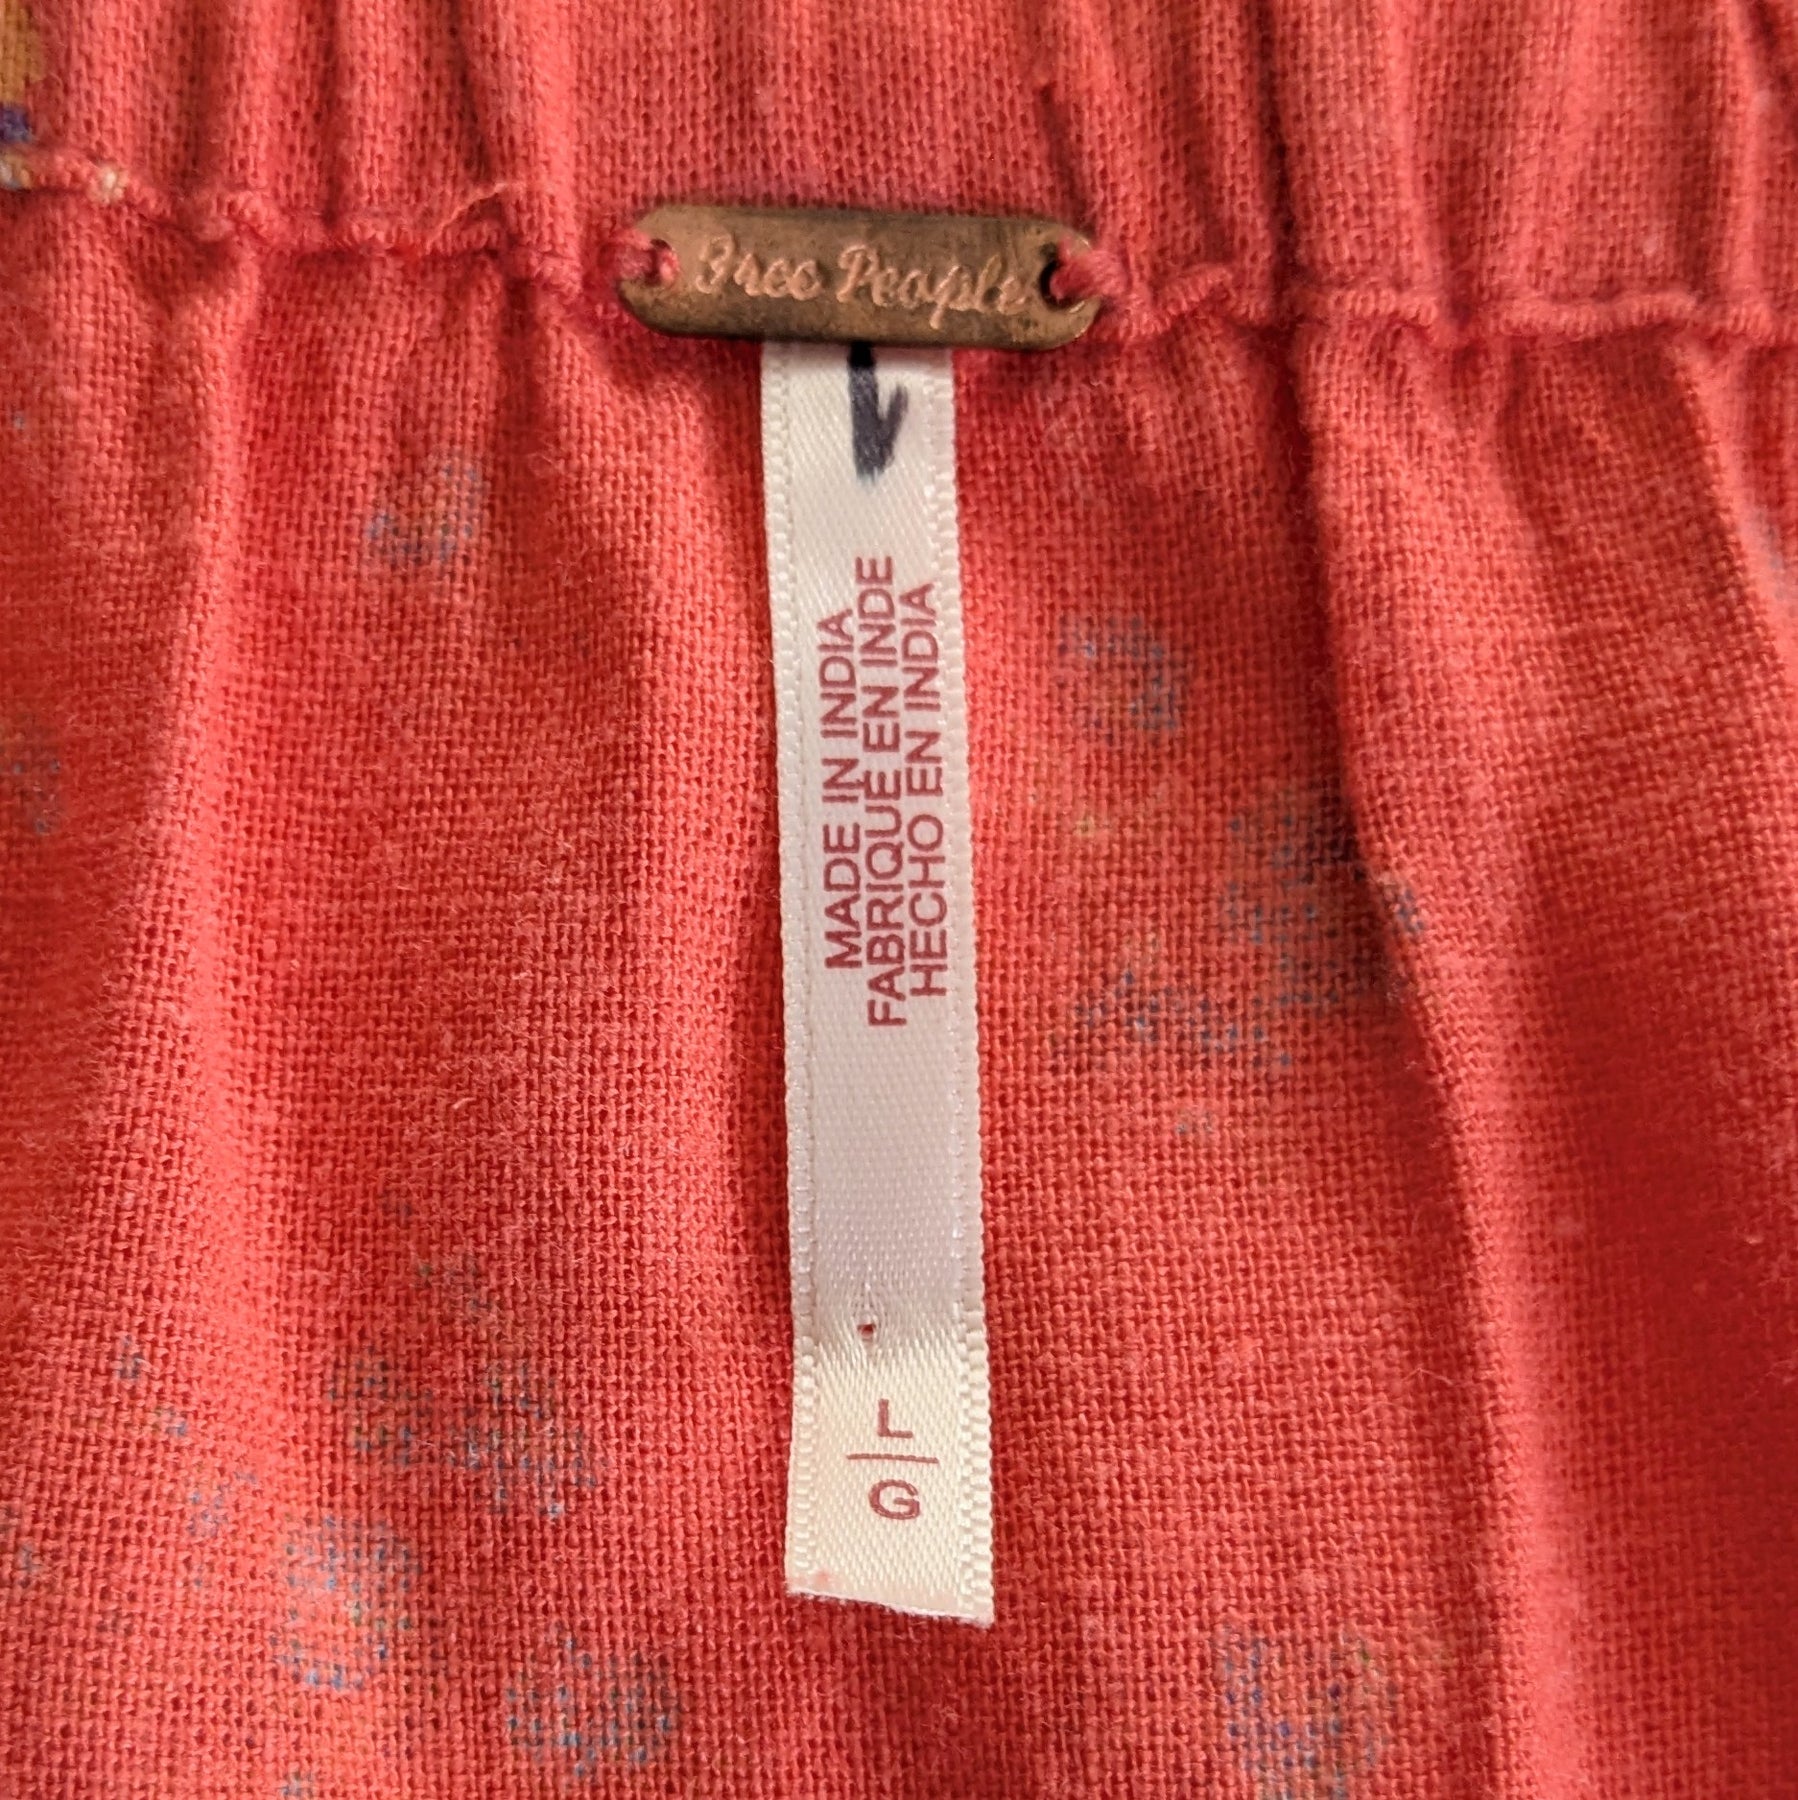 Free People
MADE IN INDIA
FABRIQUÉ EN INDE
HECHO EN INDIA
L
G